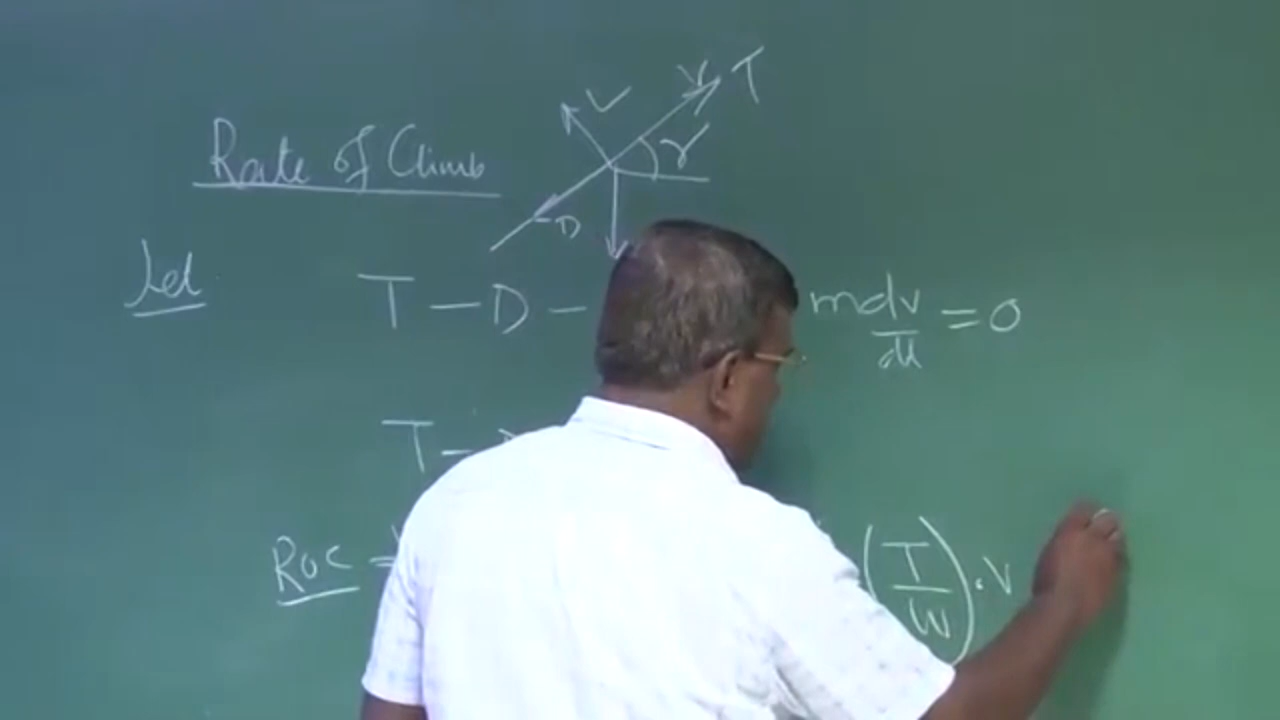 V T
L
Rate of Climb γ
D
Jet T - D - m dv/dt = 0
T -
ROC = (T/W) · V